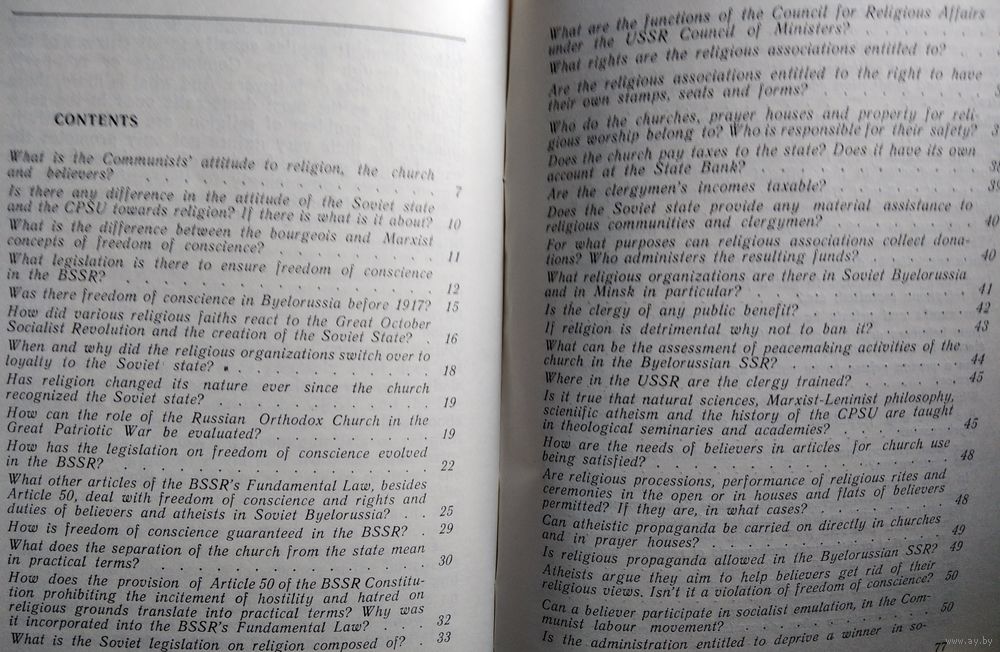 CONTENTS
What is the Communists' attitude to religion, the church
and believers? . . . . . . . . . . . . . . . . . 7
Is there any difference in the attitude of the Soviet state
and the CPSU towards religion? If there is what is it about? 10
What is the difference between the bourgeois and Marxist
concepts of freedom of conscience? . . . . . . . . . 11
What legislation is there to ensure freedom of conscience
in the BSSR? . . . . . . . . . . . . . . . . . 12
Was there freedom of conscience in Byelorussia before 1917? 15
How did various religious faiths react to the Great October
Socialist Revolution and the creation of the Soviet State? . 16
When and why did the religious organizations switch over to
loyalty to the Soviet state? . . . . . . . . . . . . 18
Has religion changed its nature ever since the church
recognized the Soviet state? . . . . . . . . . . . . 19
How can the role of the Russian Orthodox Church in the
Great Patriotic War be evaluated? . . . . . . . . . 19
How has the legislation on freedom of conscience evolved
in the BSSR? . . . . . . . . . . . . . . . . . 22
What other articles of the BSSR's Fundamental Law, besides
Article 50, deal with freedom of conscience and rights and
duties of believers and atheists in Soviet Byelorussia? . . 25
How is freedom of conscience guaranteed in the BSSR? . 29
What does the separation of the church from the state mean
in practical terms? . . . . . . . . . . . . . . . 30
How does the provision of Article 50 of the BSSR Constitu-
tion prohibiting the incitement of hostility and hatred on
religious grounds translate into practical terms? Why was
it incorporated into the BSSR's Fundamental Law? . . . 32
What is the Soviet legislation on religion composed of? . 33
What are the functions of the Council for Religious Affairs
under the USSR Council of Ministers? . . . . .
What rights are the religious associations entitled to? .
Are the religious associations entitled to the right to have
their own stamps, seals and forms? . . . . . . .
Who do the churches, prayer houses and property for reli-
gious worship belong to? Who is responsible for their safety?
Does the church pay taxes to the state? Does it have its own
account at the State Bank? . . . . . . . . . .
Are the clergymen's incomes taxable? . . . . . . .
Does the Soviet state provide any material assistance to
religious communities and clergymen? . . . . . . . 40
For what purposes can religious associations collect dona-
tions? Who administers the resulting funds? . . . . . 40
What religious organizations are there in Soviet Byelorussia
and in Minsk in particular? . . . . . . . . . . . 41
Is the clergy of any public benefit? . . . . . . . . 42
If religion is detrimental why not to ban it? . . . . . 43
What can be the assessment of peacemaking activities of the
church in the Byelorussian SSR? . . . . . . . . . 44
Where in the USSR are the clergy trained? . . . . . . 45
Is it true that natural sciences, Marxist-Leninist philosophy,
scieniific atheism and the history of the CPSU are taught
in theological seminaries and academies? . . . . . . . 45
How are the needs of believers in articles for church use
being satisfied? . . . . . . . . . . . . . . . . 48
Are religious processions, performance of religious rites and
ceremonies in the open or in houses and flats of believers
permitted? If they are, in what cases? . . . . . . . . 48
Can atheistic propaganda be carried on directly in churches
and in prayer houses? . . . . . . . . . . . . . . 49
Is religious propaganda allowed in the Byelorussian SSR? 49
Atheists argue they aim to help believers get rid of their
religious views. Isn't it a violation of freedom of conscience? 50
Can a believer participate in socialist emulation, in the Com-
munist labour movement? . . . . . . . . . . . . 50
Is the administration entitled to deprive a winner in so-
77
www.ay.by